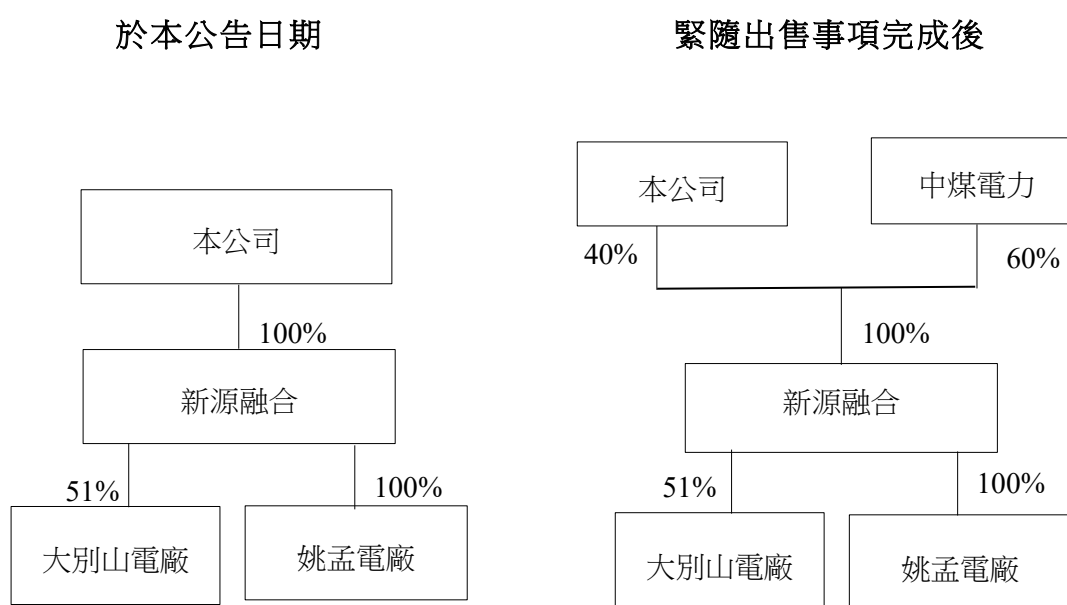 於本公告日期
本公司
100%
新源融合
51%
100%
大別山電廠
姚孟電廠
緊隨出售事項完成後
本公司
中煤電力
40%
60%
100%
新源融合
51%
100%
大別山電廠
姚孟電廠